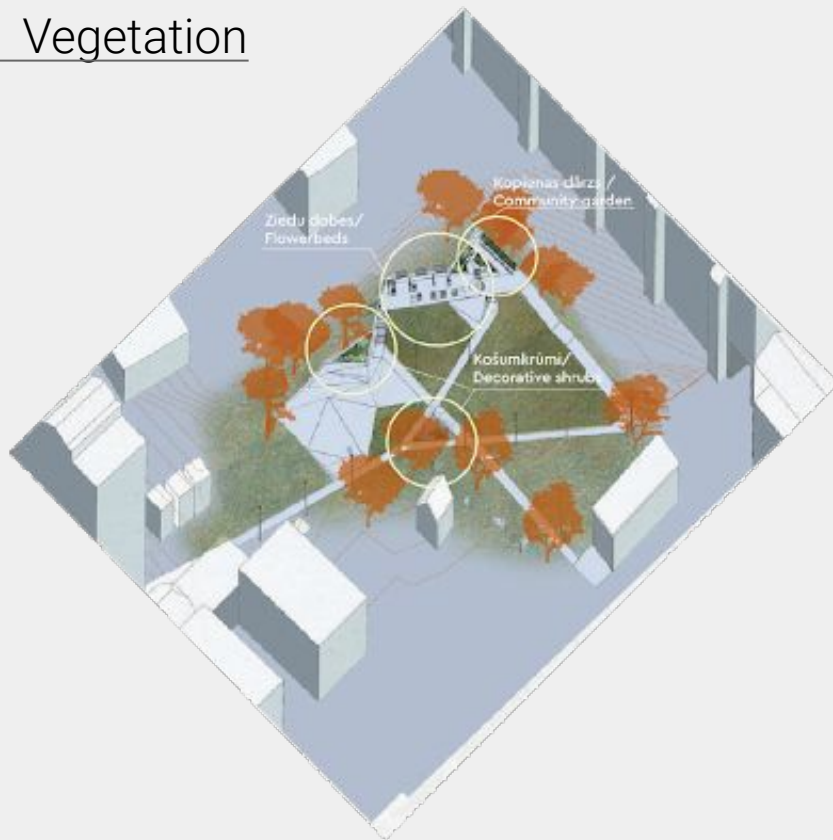 Vegetation
Kopienas dārzs /
Community garden
Ziedu dobes/
Flowerbeds
Košumkrūmi/
Decorative shrubs